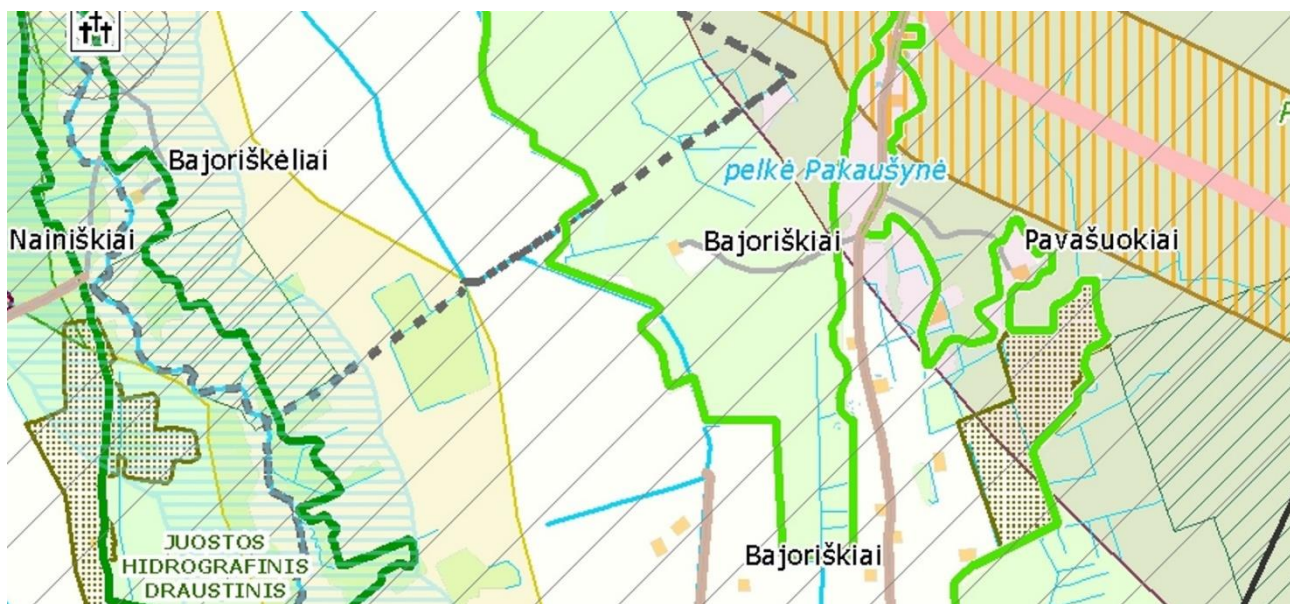 Bajoriškėliai
pelkė Pakaušynė
Nainiškiai
Bajoriškiai
Pavašuokiai
JUOSTOS
HIDROGRAFINIS
DRAUSTINIS
Bajoriškiai